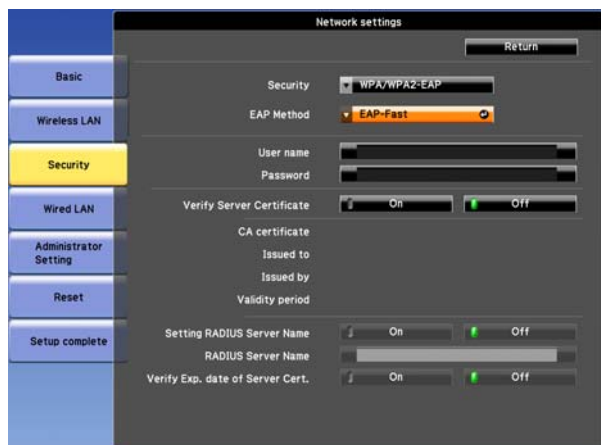 Network settings
Return
Basic
Wireless LAN
Security
Wired LAN
Administrator
Setting
Reset
Setup complete
Security WPA/WPA2-EAP
EAP Method EAP-Fast
User name
Password
Verify Server Certificate On Off
CA certificate
Issued to
Issued by
Validity period
Setting RADIUS Server Name On Off
RADIUS Server Name
Verify Exp. date of Server Cert. On Off